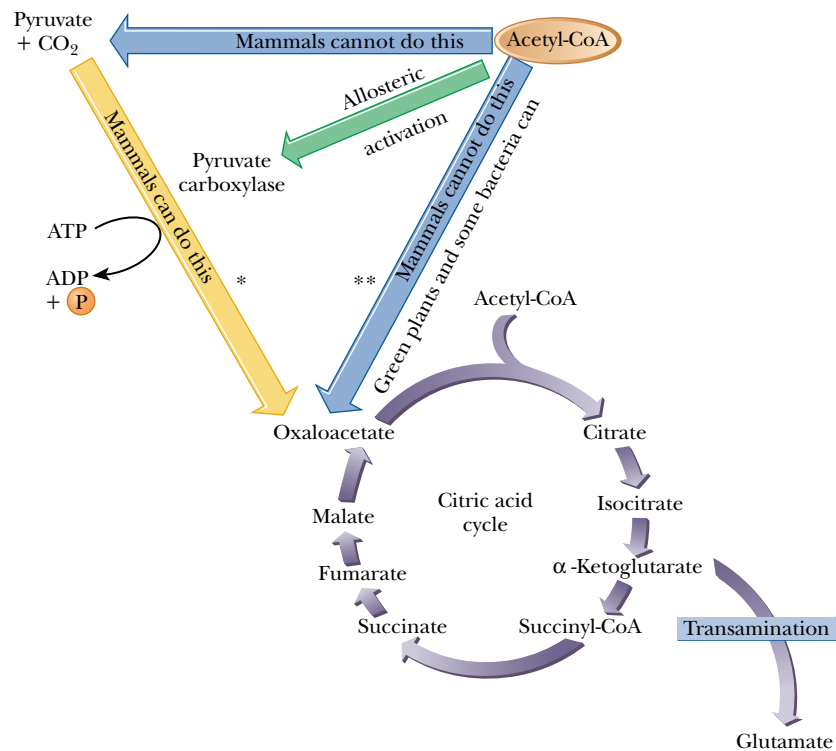 Pyruvate
+ CO₂
Mammals cannot do this
Acetyl-CoA
Allosteric
activation
Pyruvate
carboxylase
Mammals can do this
Mammals cannot do this
Green plants and some bacteria can
ATP
ADP
+ P
*
**
Acetyl-CoA
Oxaloacetate
Citrate
Citric acid
cycle
Isocitrate
Malate
α-Ketoglutarate
Fumarate
Succinate
Succinyl-CoA
Transamination
Glutamate